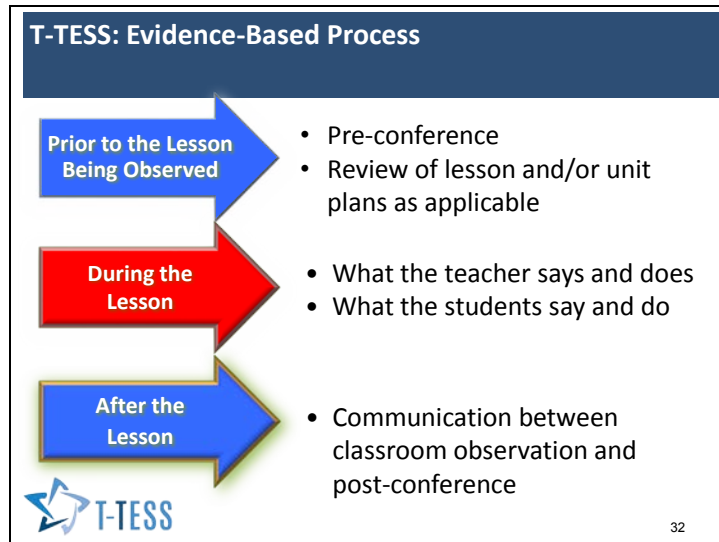 T-TESS: Evidence-Based Process
Prior to the Lesson
Being Observed
• Pre-conference
• Review of lesson and/or unit
plans as applicable
During the
Lesson
• What the teacher says and does
• What the students say and do
After the
Lesson
• Communication between
classroom observation and
post-conference
T-TESS
32